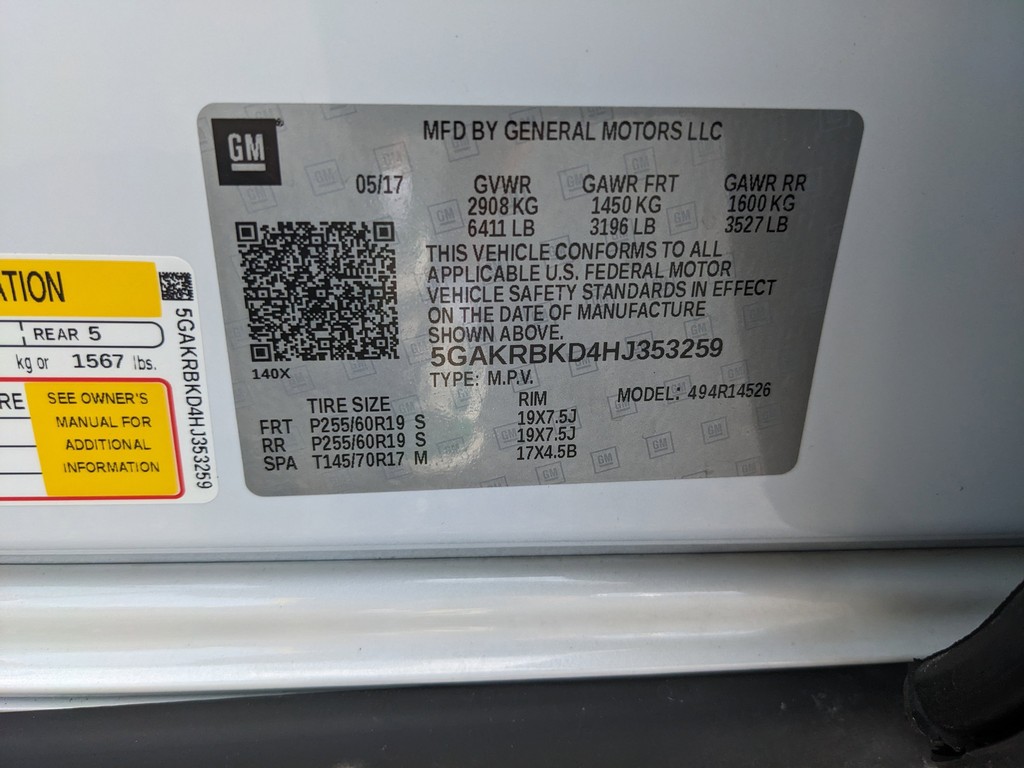 GM
MFD BY GENERAL MOTORS LLC
05/17 GVWR GAWR FRT GAWR RR
2908 KG 1450 KG 1600 KG
6411 LB 3196 LB 3527 LB
THIS VEHICLE CONFORMS TO ALL
APPLICABLE U.S. FEDERAL MOTOR
VEHICLE SAFETY STANDARDS IN EFFECT
ON THE DATE OF MANUFACTURE
SHOWN ABOVE.
5GAKRBKD4HJ353259
140X
TYPE: M.P.V. MODEL: 494R14526
TIRE SIZE RIM
FRT P255/60R19 S 19X7.5J
RR P255/60R19 S 19X7.5J
SPA T145/70R17 M 17X4.5B
ATION
REAR 5
kg or 1567 lbs.
RE
SEE OWNER'S
MANUAL FOR
ADDITIONAL
INFORMATION
5GAKRBKD4HJ353259